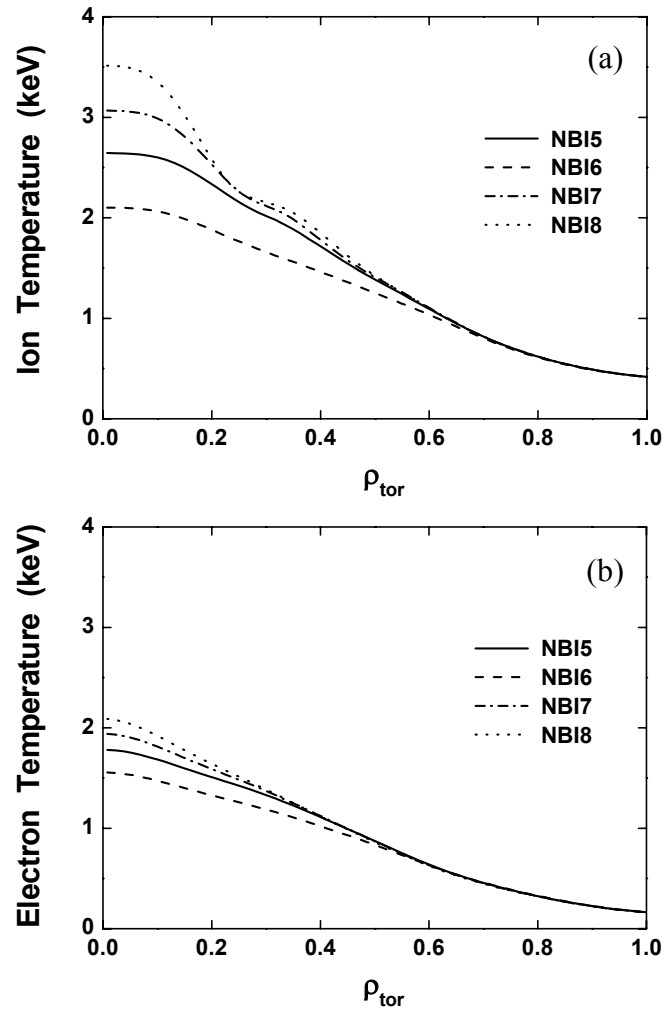 Ion Temperature (keV)
4
3
2
1
0
(a)
NBI5
NBI6
NBI7
NBI8
0.0 0.2 0.4 0.6 0.8 1.0
ρtor
Electron Temperature (keV)
4
3
2
1
0
(b)
NBI5
NBI6
NBI7
NBI8
0.0 0.2 0.4 0.6 0.8 1.0
ρtor